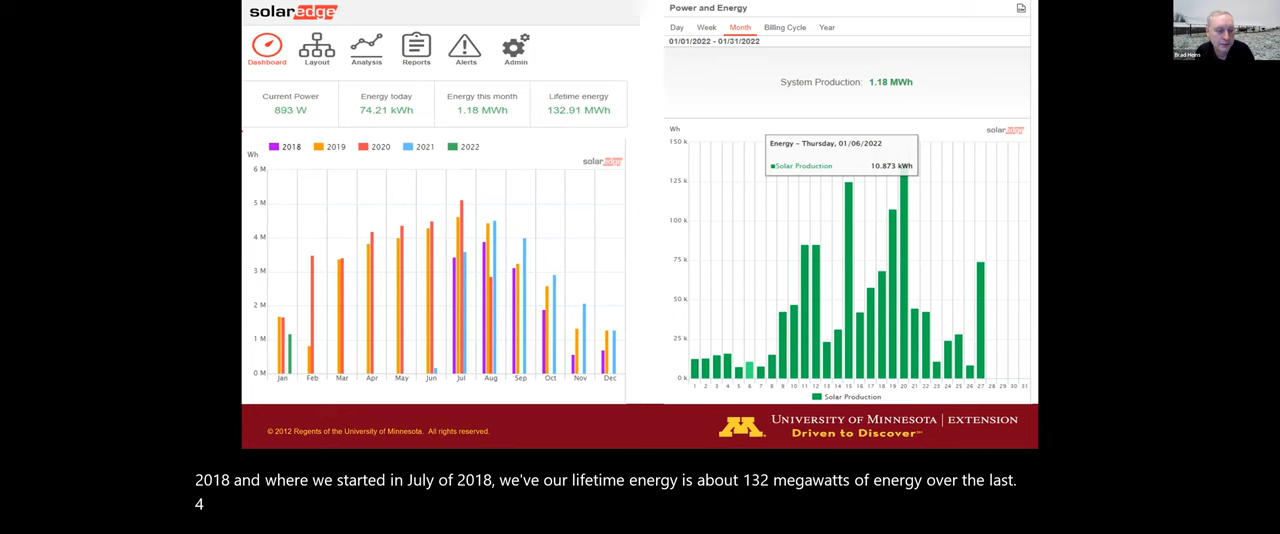 solaredge
Dashboard
Layout
Analysis
Reports
Alerts
Admin
Current Power
893 W
Energy today
74.21 kWh
Energy this month
1.18 MWh
Lifetime energy
132.91 MWh
2018 2019 2020 2021 2022
Wh
solaredge
6 M
5 M
4 M
3 M
2 M
1 M
0 M
Jan Feb Mar Apr May Jun Jul Aug Sep Oct Nov Dec
Power and Energy
Day Week Month Billing Cycle Year
01/01/2022 - 01/31/2022
System Production: 1.18 MWh
Wh
solaredge
150 k
125 k
100 k
75 k
50 k
25 k
0 k
Energy – Thursday, 01/06/2022
Solar Production 10.873 kWh
1 2 3 4 5 6 7 8 9 10 11 12 13 14 15 16 17 18 19 20 21 22 23 24 25 26 27 28 29 30 31
Solar Production
© 2012 Regents of the University of Minnesota. All rights reserved.
UNIVERSITY OF MINNESOTA | EXTENSION
Driven to Discover℠
Brad Heins
2018 and where we started in July of 2018, we've our lifetime energy is about 132 megawatts of energy over the last.
4